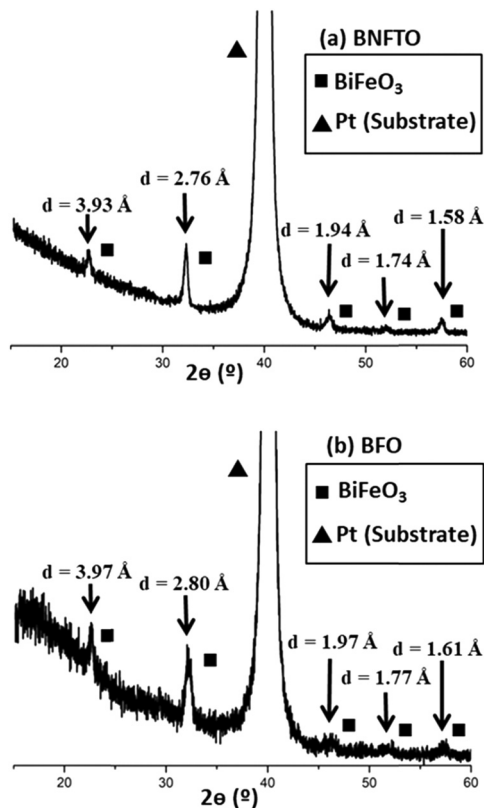 (a) BNFTO
■ BiFeO₃
▲ Pt (Substrate)
d = 3.93 Å
d = 2.76 Å
d = 1.94 Å
d = 1.74 Å
d = 1.58 Å
20 30 40 50 60
2ɵ (º)
(b) BFO
■ BiFeO₃
▲ Pt (Substrate)
d = 3.97 Å
d = 2.80 Å
d = 1.97 Å
d = 1.77 Å
d = 1.61 Å
20 30 40 50 60
2ɵ (º)